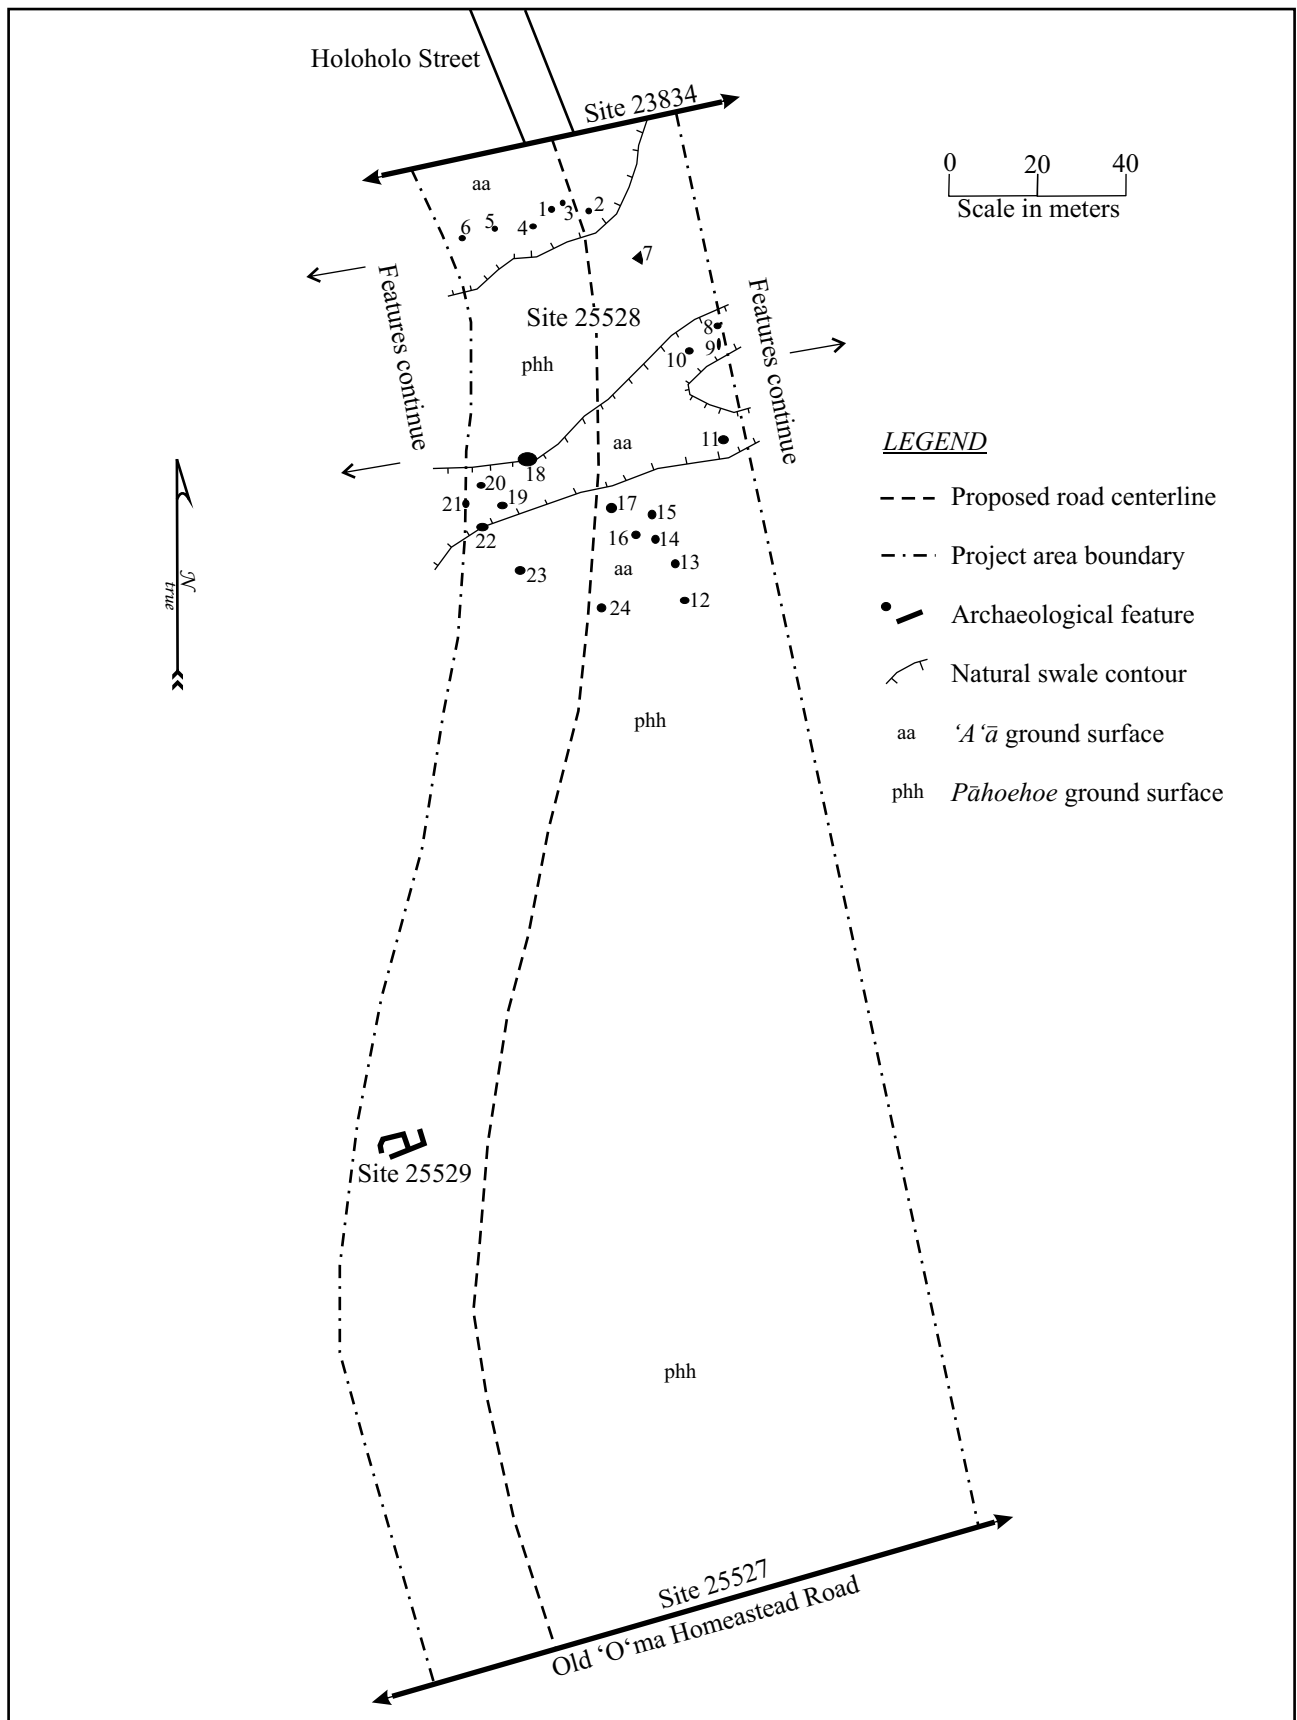 Holoholo Street
Site 23834
0 20 40
Scale in meters
aa
1
3
2
6
5
4
7
Features continue
Site 25528
phh
8
9
10
Features continue
aa
11
18
20
21
19
22
17
15
16
14
aa
13
23
24
12
N
true
LEGEND
Proposed road centerline
Project area boundary
Archaeological feature
Natural swale contour
aa ‘A‘ā ground surface
phh Pāhoehoe ground surface
phh
Site 25529
phh
Site 25527
Old ‘O‘ma Homeastead Road